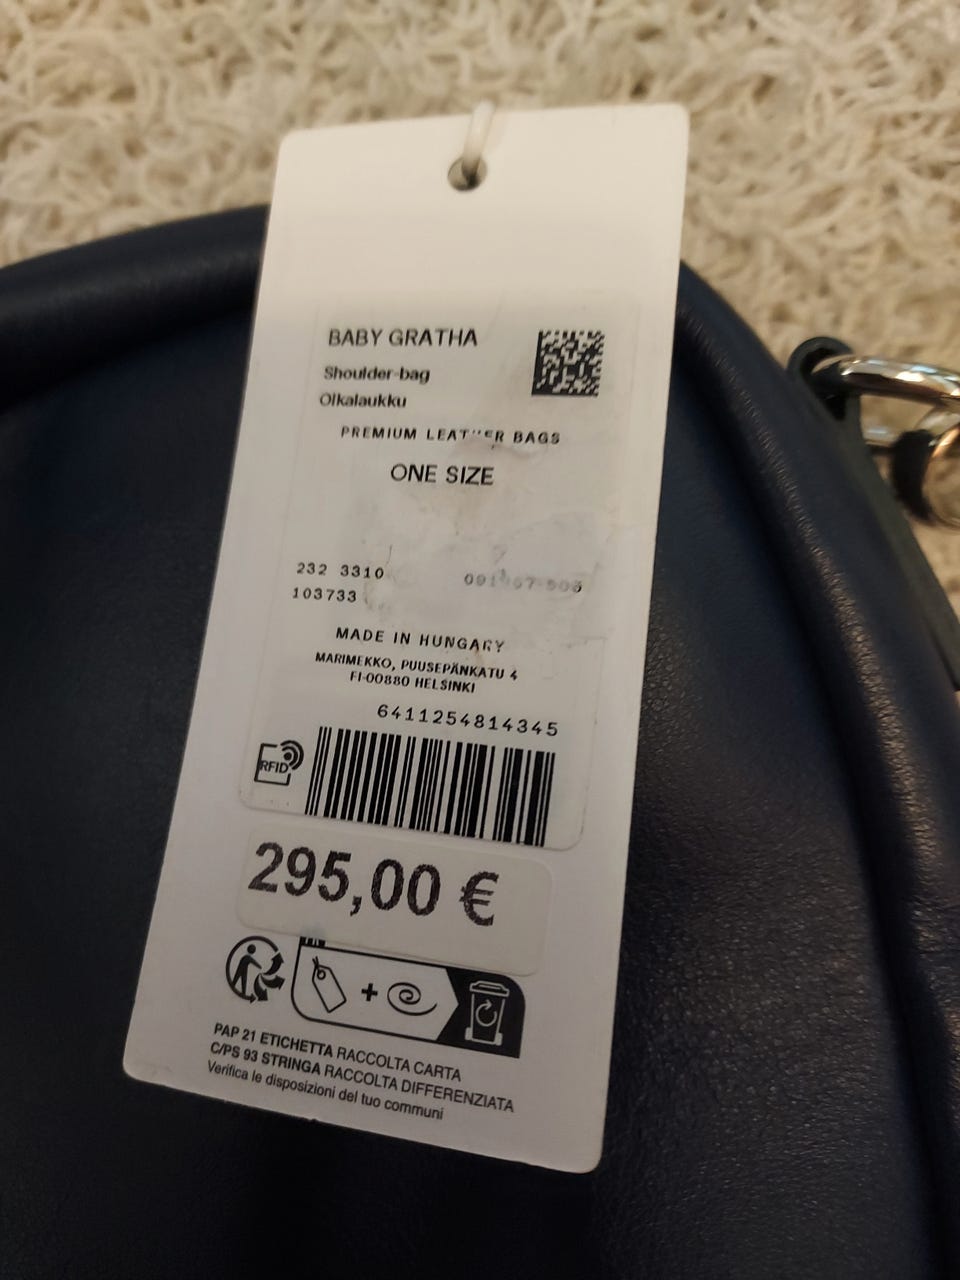 BABY GRATHA
Shoulder-bag
Olkalaukku
PREMIUM LEATHER BAGS
ONE SIZE
232 3310
103733
MADE IN HUNGARY
MARIMEKKO, PUUSEPÄNKATU 4
FI-00880 HELSINKI
6411254814345
RFID
295,00 €
+
PAP 21 ETICHETTA RACCOLTA CARTA
C/PS 93 STRINGA RACCOLTA DIFFERENZIATA
Verifica le disposizioni del tuo communi